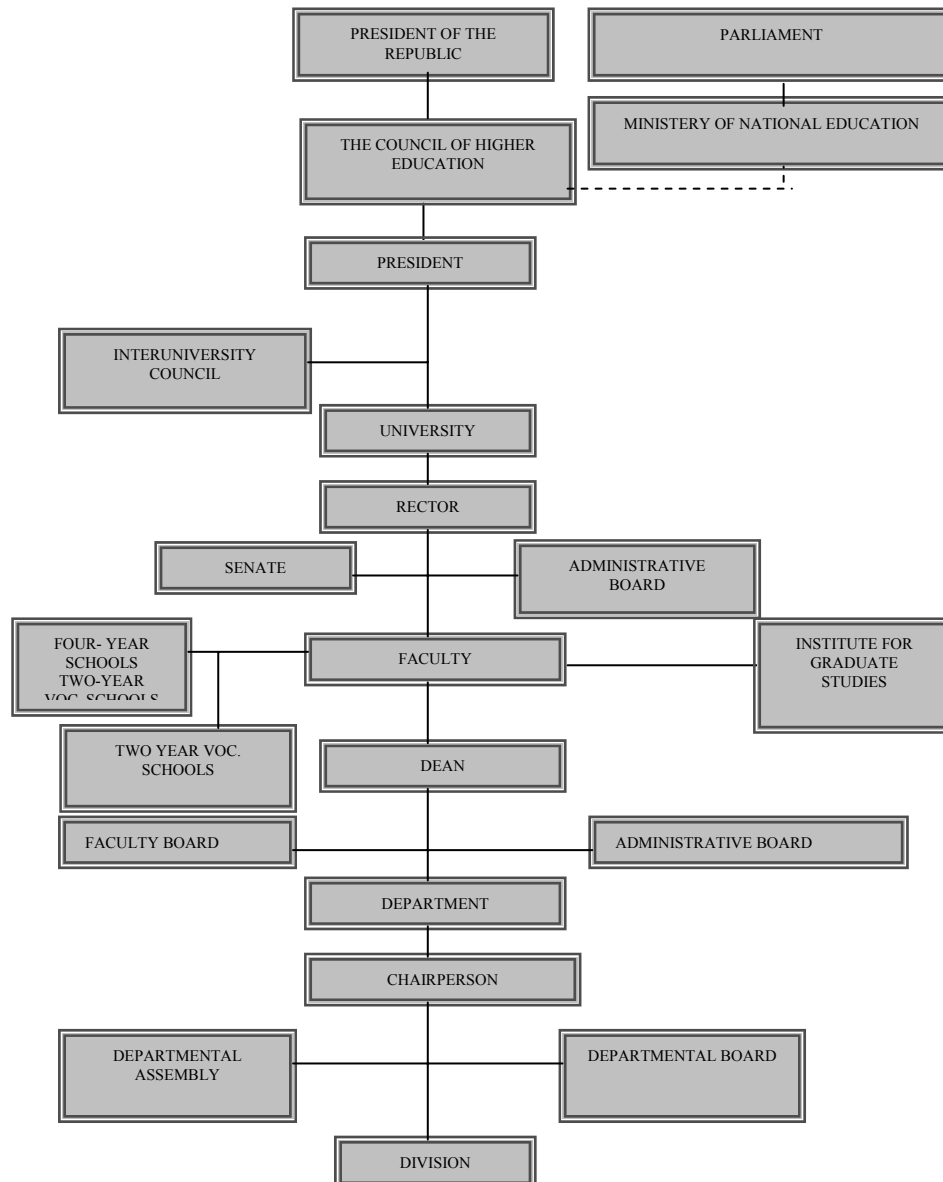 PRESIDENT OF THE
REPUBLIC
PARLIAMENT
MINISTERY OF NATIONAL EDUCATION
THE COUNCIL OF HIGHER
EDUCATION
PRESIDENT
INTERUNIVERSITY
COUNCIL
UNIVERSITY
RECTOR
SENATE
ADMINISTRATIVE
BOARD
FOUR- YEAR
SCHOOLS
TWO-YEAR
VOC. SCHOOLS
FACULTY
INSTITUTE FOR
GRADUATE
STUDIES
TWO YEAR VOC.
SCHOOLS
DEAN
FACULTY BOARD
ADMINISTRATIVE BOARD
DEPARTMENT
CHAIRPERSON
DEPARTMENTAL
ASSEMBLY
DEPARTMENTAL BOARD
DIVISION